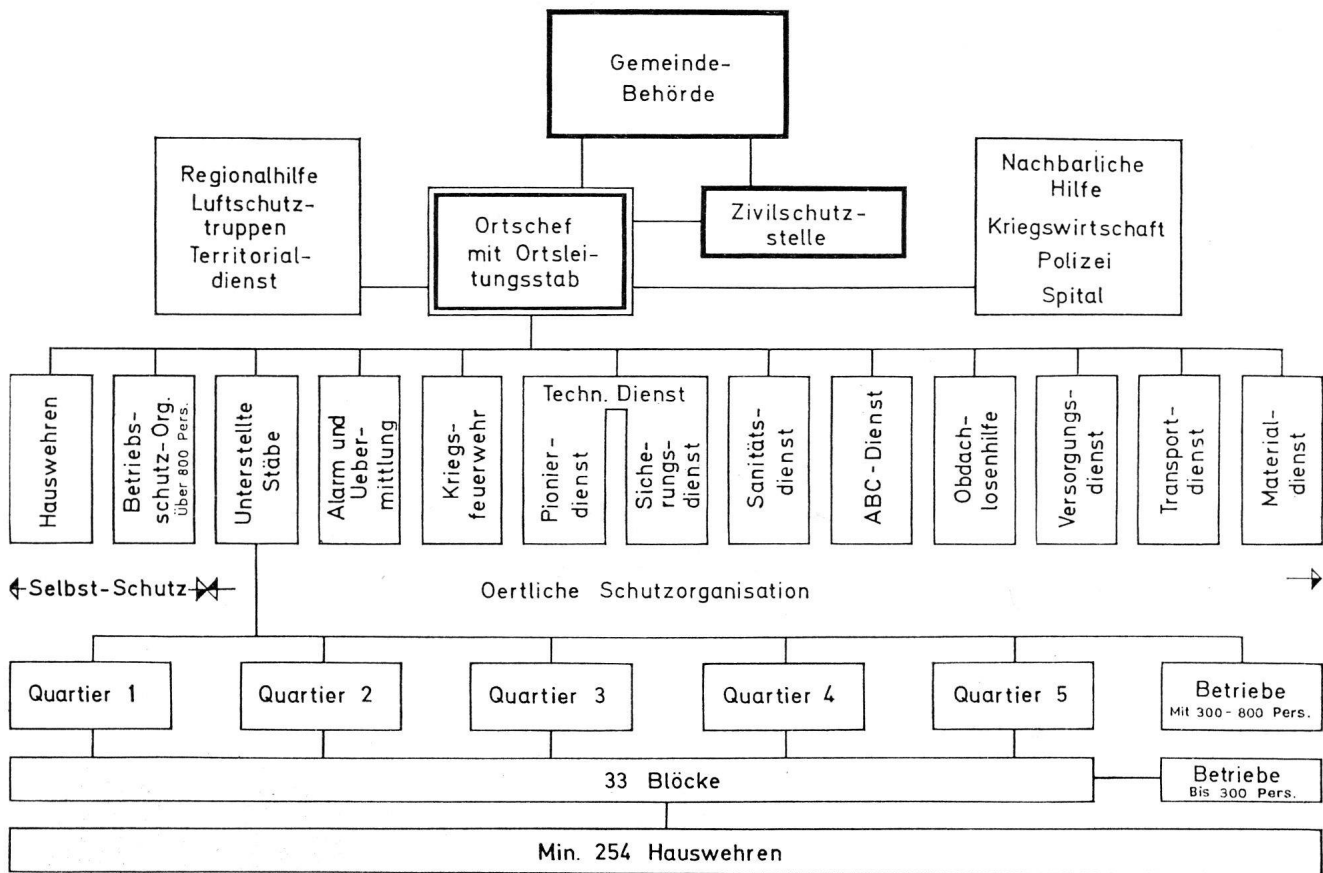 Gemeinde-
Behörde
Regionalhilfe
Luftschutz-
truppen
Territorial-
dienst
Ortschef
mit Ortslei-
tungsstab
Zivilschutz-
stelle
Nachbarliche
Hilfe
Kriegswirtschaft
Polizei
Spital
Hauswehren
Betriebs-
schutz-Org.
Über 800 Pers.
Unterstellte
Stäbe
Alarm und
Ueber-
mittlung
Kriegs-
feuerwehr
Techn. Dienst
Pionier-
dienst
Siche-
rungs-
dienst
Sanitäts-
dienst
ABC-Dienst
Obdach-
losenhilfe
Versorgungs-
dienst
Transport-
dienst
Material-
dienst
Selbst-Schutz
Oertliche Schutzorganisation
Quartier 1
Quartier 2
Quartier 3
Quartier 4
Quartier 5
Betriebe
Mit 300-800 Pers.
33 Blöcke
Betriebe
Bis 300 Pers.
Min. 254 Hauswehren